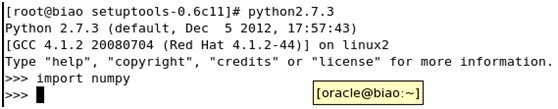 [root@biao setuptools-0.6c11]# python2.7.3
Python 2.7.3 (default, Dec  5 2012, 17:57:43)
[GCC 4.1.2 20080704 (Red Hat 4.1.2-44)] on linux2
Type "help", "copyright", "credits" or "license" for more information.
>>> import numpy
>>>
[oracle@biao:~]